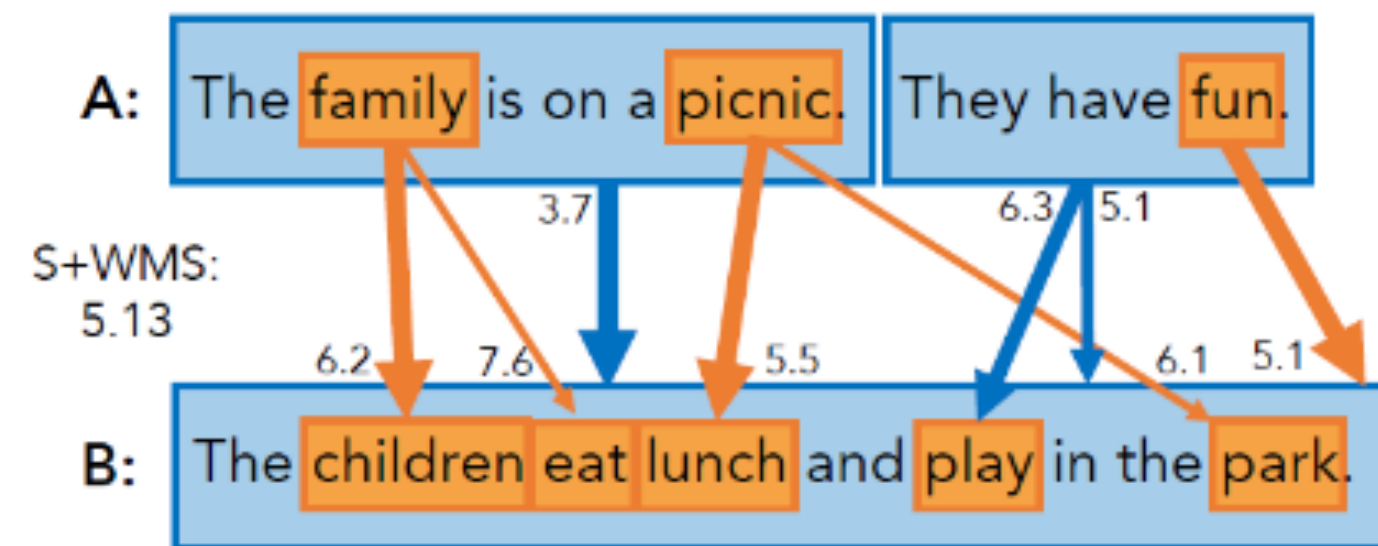 A: The family is on a picnic. They have fun.
3.7 6.3 5.1
S+WMS:
5.13
6.2 7.6 5.5 6.1 5.1
B: The children eat lunch and play in the park.